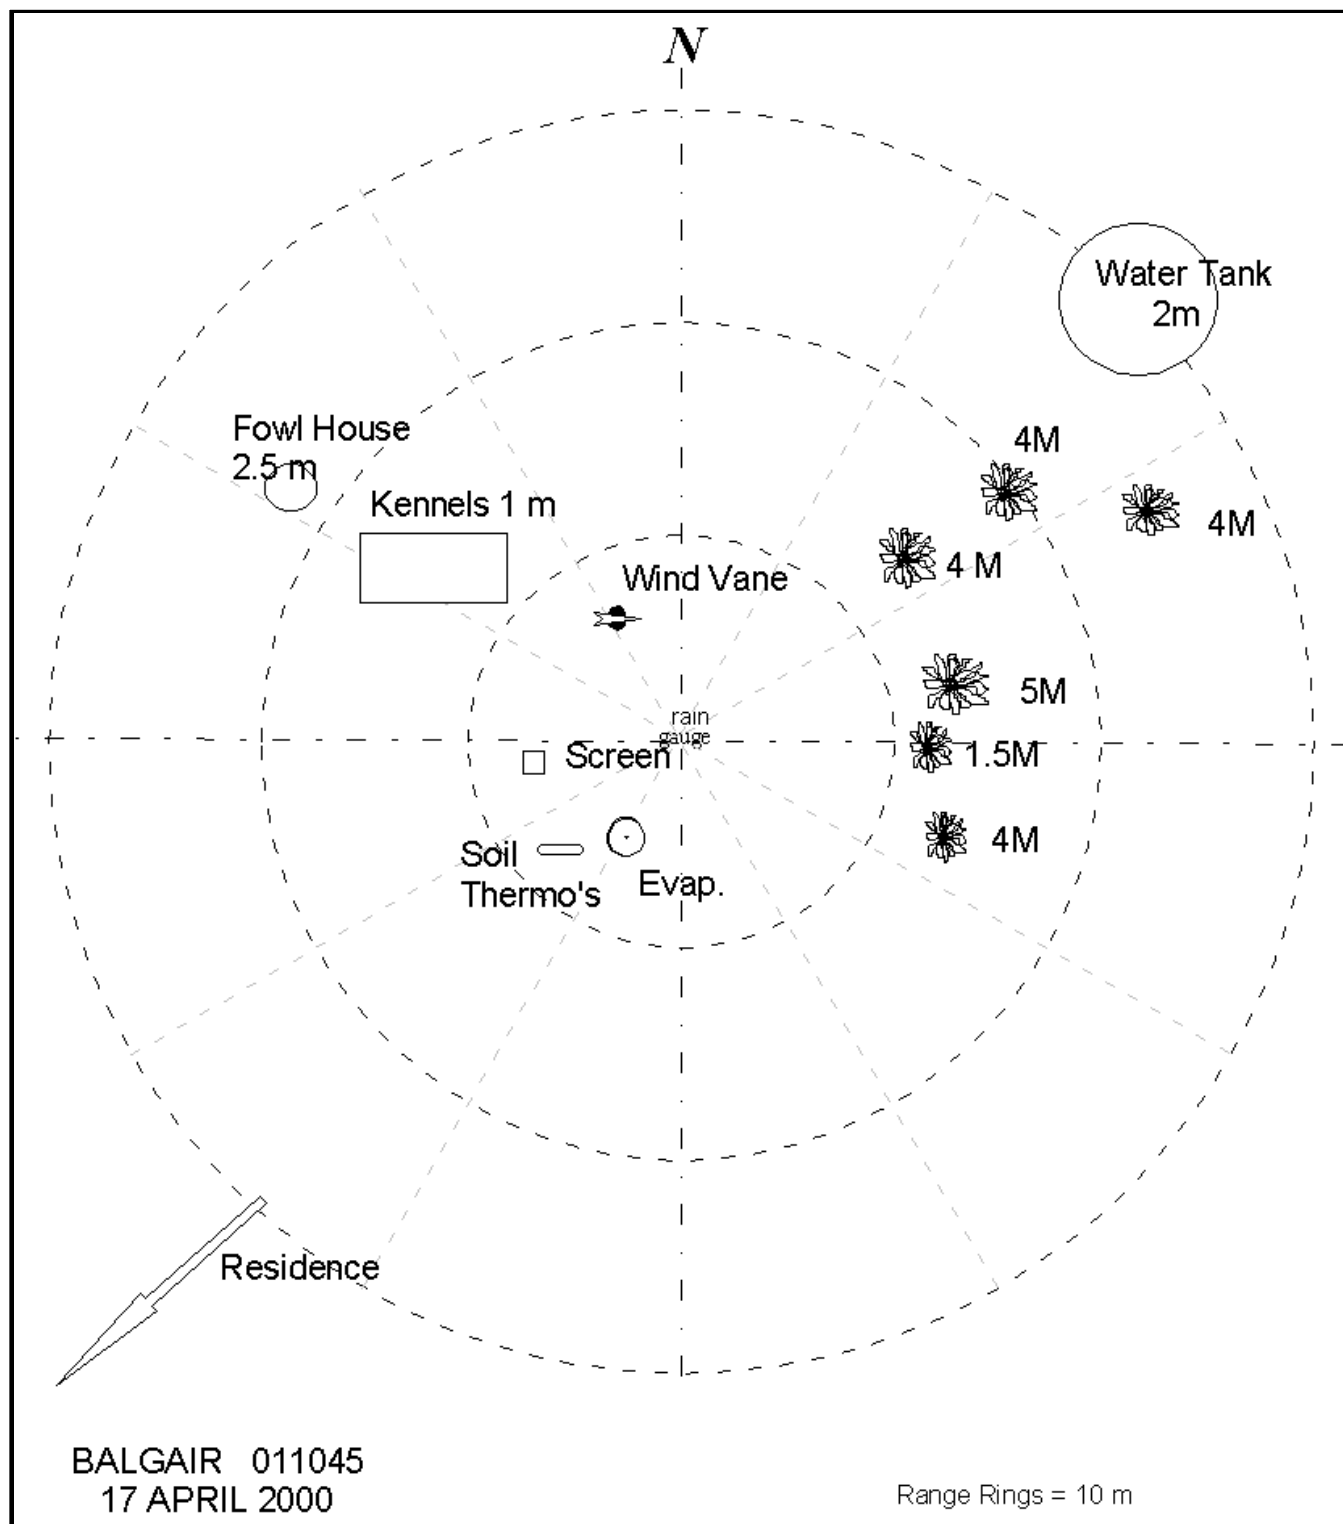 N
Water Tank
2m
Fowl House
2.5 m
4M
Kennels 1 m
4M
4 M
Wind Vane
5M
rain
gauge
Screen
1.5M
Soil
Thermo's
4M
Evap.
Residence
BALGAIR 011045
17 APRIL 2000
Range Rings = 10 m